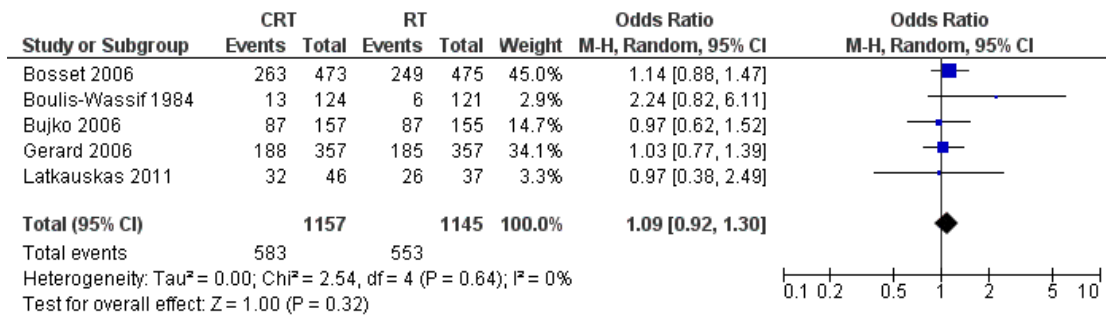 CRT RT Odds Ratio Odds Ratio
Study or Subgroup Events Total Events Total Weight M-H, Random, 95% CI M-H, Random, 95% CI
Bosset 2006 263 473 249 475 45.0% 1.14 [0.88, 1.47]
Boulis-Wassif 1984 13 124 6 121 2.9% 2.24 [0.82, 6.11]
Bujko 2006 87 157 87 155 14.7% 0.97 [0.62, 1.52]
Gerard 2006 188 357 185 357 34.1% 1.03 [0.77, 1.39]
Latkauskas 2011 32 46 26 37 3.3% 0.97 [0.38, 2.49]
Total (95% CI) 1157 1145 100.0% 1.09 [0.92, 1.30]
Total events 583 553
Heterogeneity: Tau² = 0.00; Chi² = 2.54, df = 4 (P = 0.64); I² = 0%
Test for overall effect: Z = 1.00 (P = 0.32)
0.1 0.2 0.5 1 2 5 10